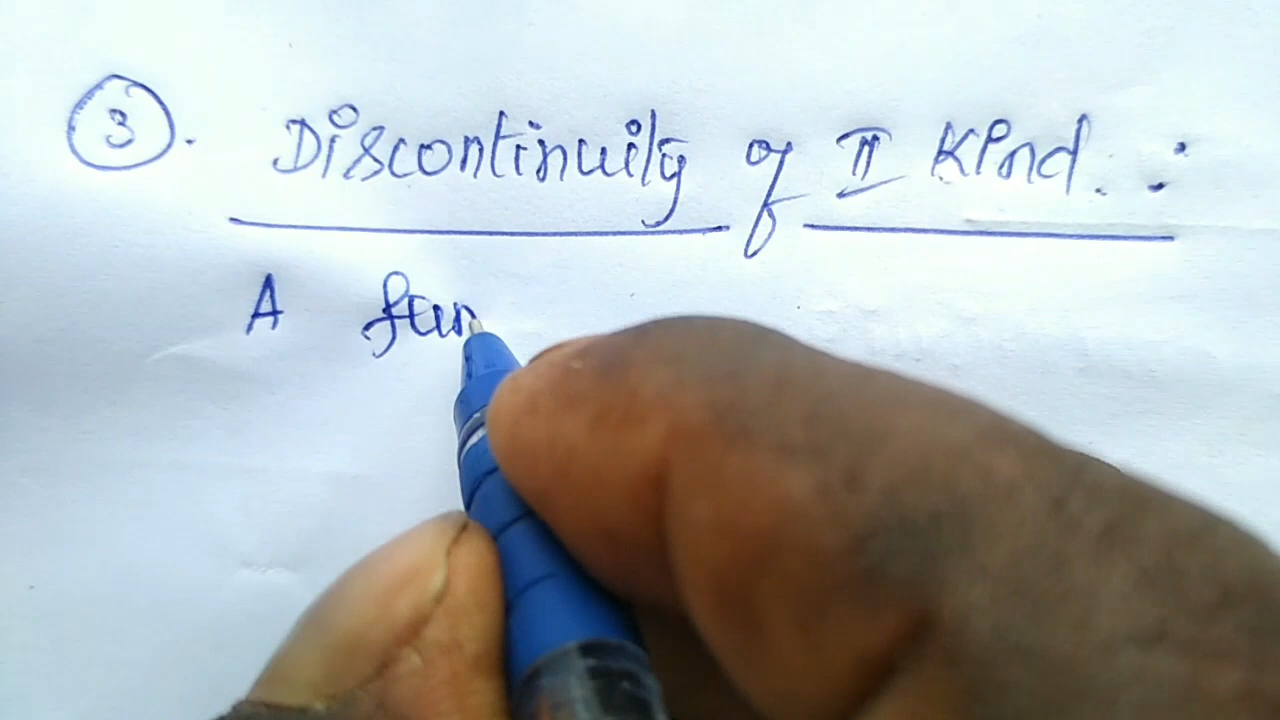 ③. Discontinuity of II Kind. :
A fun